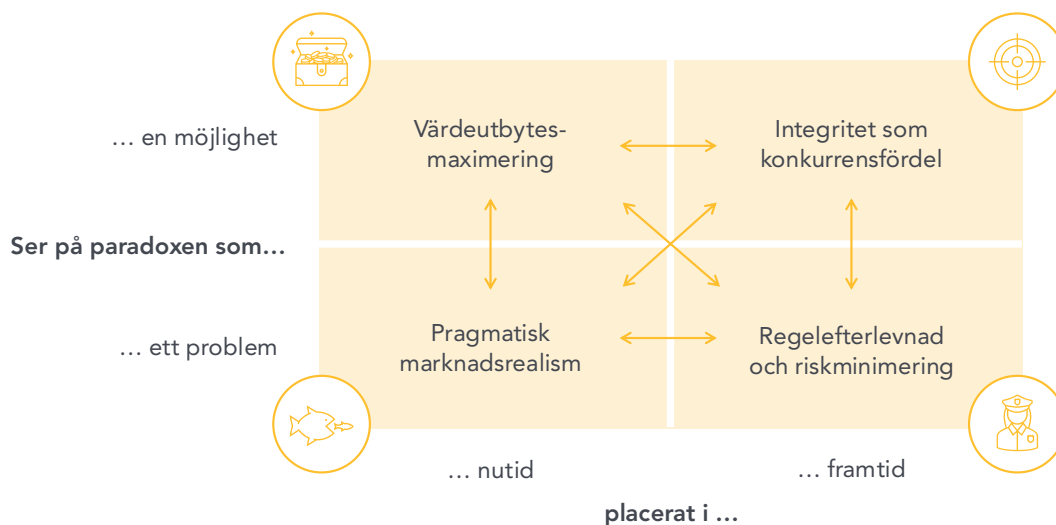 … en möjlighet
Värdeutbytes-
maximering
Integritet som
konkurrensfördel
Ser på paradoxen som…
… ett problem
Pragmatisk
marknadsrealism
Regelefterlevnad
och riskminimering
… nutid
… framtid
placerat i …